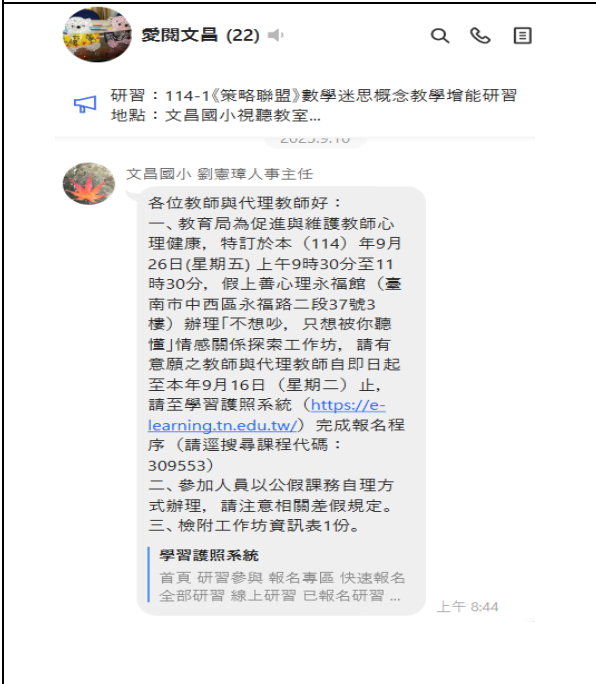 愛閱文昌 (22)
研習：114-1《策略聯盟》數學迷思概念教學增能研習
地點：文昌國小視聽教室...
2025.9.10
文昌國小 劉憲璋人事主任
各位教師與代理教師好：
一、教育局為促進與維護教師心
理健康，特訂於本（114）年9月
26日(星期五) 上午9時30分至11
時30分，假上善心理永福館（臺
南市中西區永福路二段37號3
樓）辦理「不想吵，只想被你聽
懂」情感關係探索工作坊，請有
意願之教師與代理教師自即日起
至本年9月16日（星期二）止，
請至學習護照系統（https://e-
learning.tn.edu.tw/）完成報名程
序（請逕搜尋課程代碼：
309553）
二、參加人員以公假課務自理方
式辦理，請注意相關差假規定。
三、檢附工作坊資訊表1份。
學習護照系統
首頁 研習參與 報名專區 快速報名
全部研習 線上研習 已報名研習 ...
上午 8:44